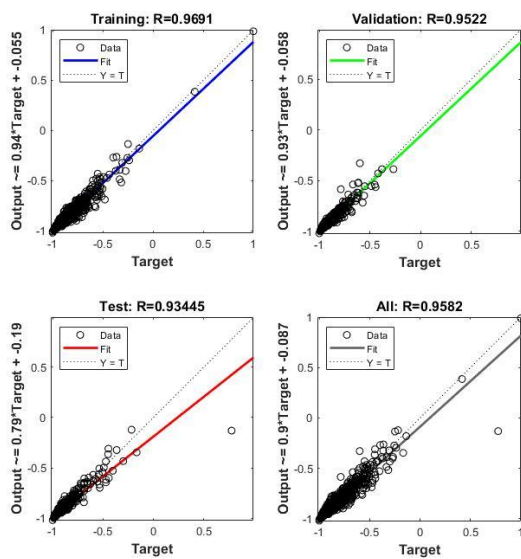 Training: R=0.9691
Output ~= 0.94*Target + -0.055
Data
Fit
Y = T
1
0.5
0
-0.5
-1
-1 -0.5 0 0.5 1
Target
Validation: R=0.9522
Output ~= 0.93*Target + -0.058
Data
Fit
Y = T
1
0.5
0
-0.5
-1
-1 -0.5 0 0.5 1
Target
Test: R=0.93445
Output ~= 0.79*Target + -0.19
Data
Fit
Y = T
1
0.5
0
-0.5
-1
-1 -0.5 0 0.5 1
Target
All: R=0.9582
Output ~= 0.9*Target + -0.087
Data
Fit
Y = T
1
0.5
0
-0.5
-1
-1 -0.5 0 0.5 1
Target